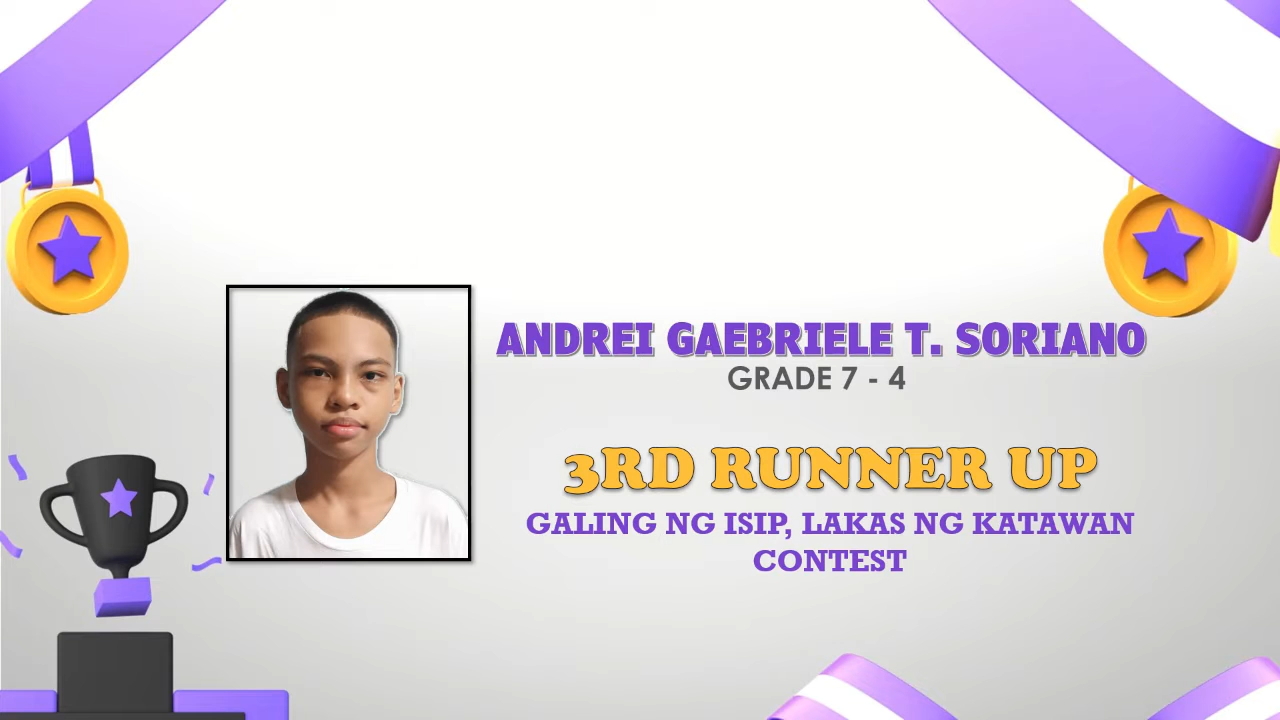 ANDREI GAEBRIELE T. SORIANO
GRADE 7 - 4
3RD RUNNER UP
GALING NG ISIP, LAKAS NG KATAWAN
CONTEST